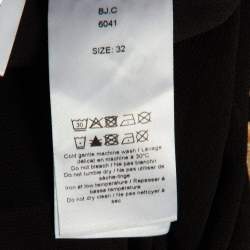 BJ.C
6041
SIZE: 32
30
Cold gentle machine wash / Lavage
délicat en machine à 30°C
Do not bleach / Ne pas blanchir
Do not tumble dry / Ne pas utiliser de
sèche-linge
Iron at low temperature / Repasser à
basse température
Do not dry clean / Ne pas nettoyer à
sec